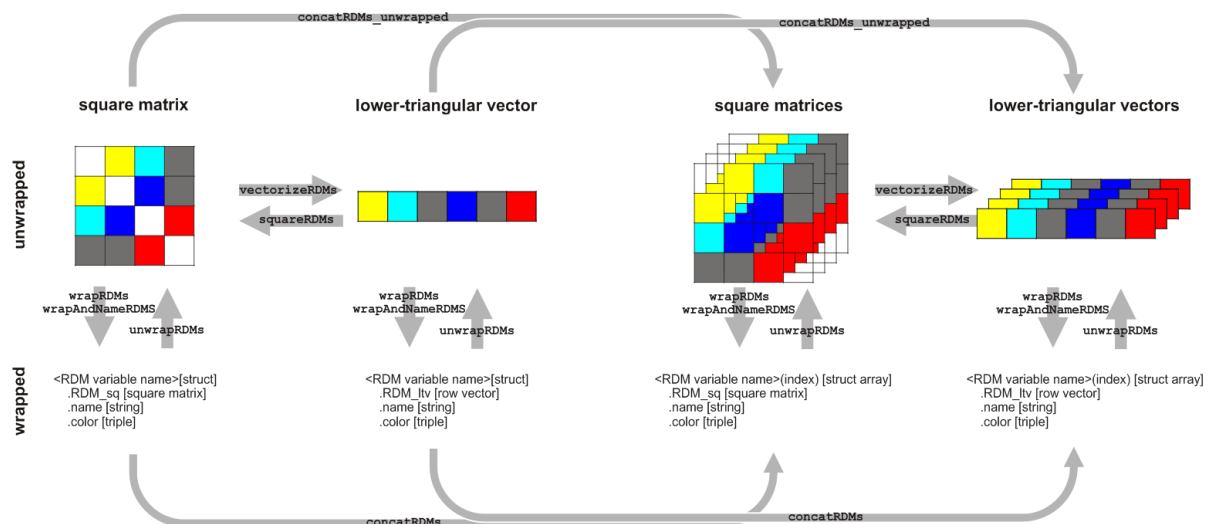 concatRDMs_unwrapped
concatRDMs_unwrapped
square matrix
lower-triangular vector
square matrices
lower-triangular vectors
unwrapped
vectorizeRDMs
squareRDMs
vectorizeRDMs
squareRDMs
wrapRDMs
wrapAndNameRDMS
unwrapRDMs
wrapRDMs
wrapAndNameRDMS
unwrapRDMs
wrapRDMs
wrapAndNameRDMS
unwrapRDMs
wrapRDMs
wrapAndNameRDMS
unwrapRDMs
wrapped
<RDM variable name>[struct]
.RDM_sq [square matrix]
.name [string]
.color [triple]
<RDM variable name>[struct]
.RDM_ltv [row vector]
.name [string]
.color [triple]
<RDM variable name>(index) [struct array]
.RDM_sq [square matrix]
.name [string]
.color [triple]
<RDM variable name>(index) [struct array]
.RDM_ltv [row vector]
.name [string]
.color [triple]
concatRDMs
concatRDMs